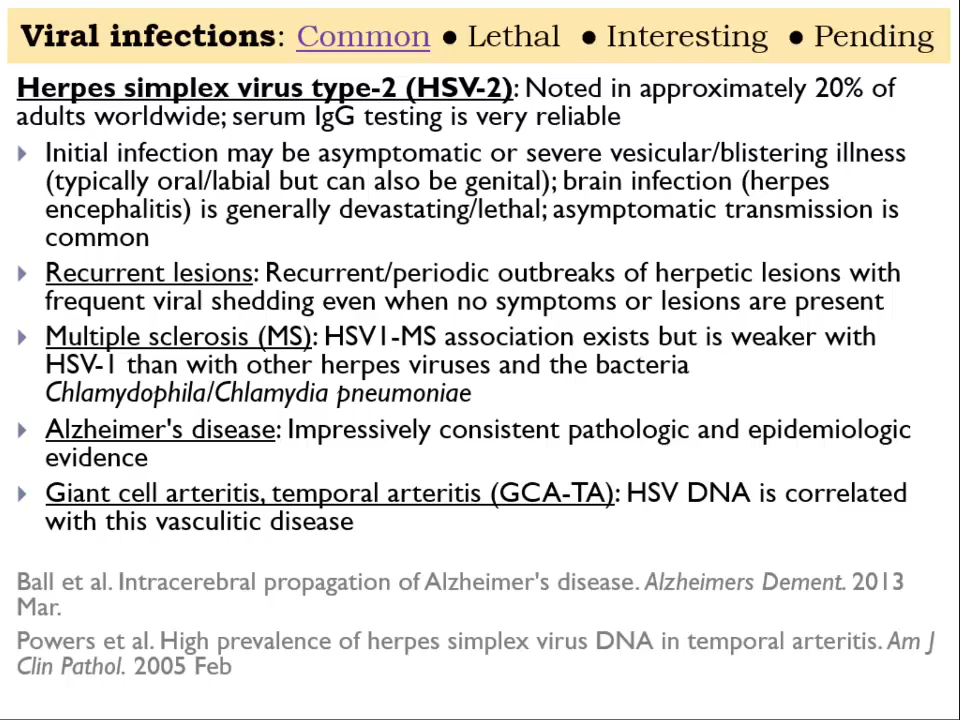 Viral infections: Common ● Lethal ● Interesting ● Pending
Herpes simplex virus type-2 (HSV-2): Noted in approximately 20% of
adults worldwide; serum IgG testing is very reliable
Initial infection may be asymptomatic or severe vesicular/blistering illness
(typically oral/labial but can also be genital); brain infection (herpes
encephalitis) is generally devastating/lethal; asymptomatic transmission is
common
Recurrent lesions: Recurrent/periodic outbreaks of herpetic lesions with
frequent viral shedding even when no symptoms or lesions are present
Multiple sclerosis (MS): HSV1-MS association exists but is weaker with
HSV-1 than with other herpes viruses and the bacteria
Chlamydophila/Chlamydia pneumoniae
Alzheimer's disease: Impressively consistent pathologic and epidemiologic
evidence
Giant cell arteritis, temporal arteritis (GCA-TA): HSV DNA is correlated
with this vasculitic disease
Ball et al. Intracerebral propagation of Alzheimer's disease. Alzheimers Dement. 2013
Mar.
Powers et al. High prevalence of herpes simplex virus DNA in temporal arteritis. Am J
Clin Pathol. 2005 Feb